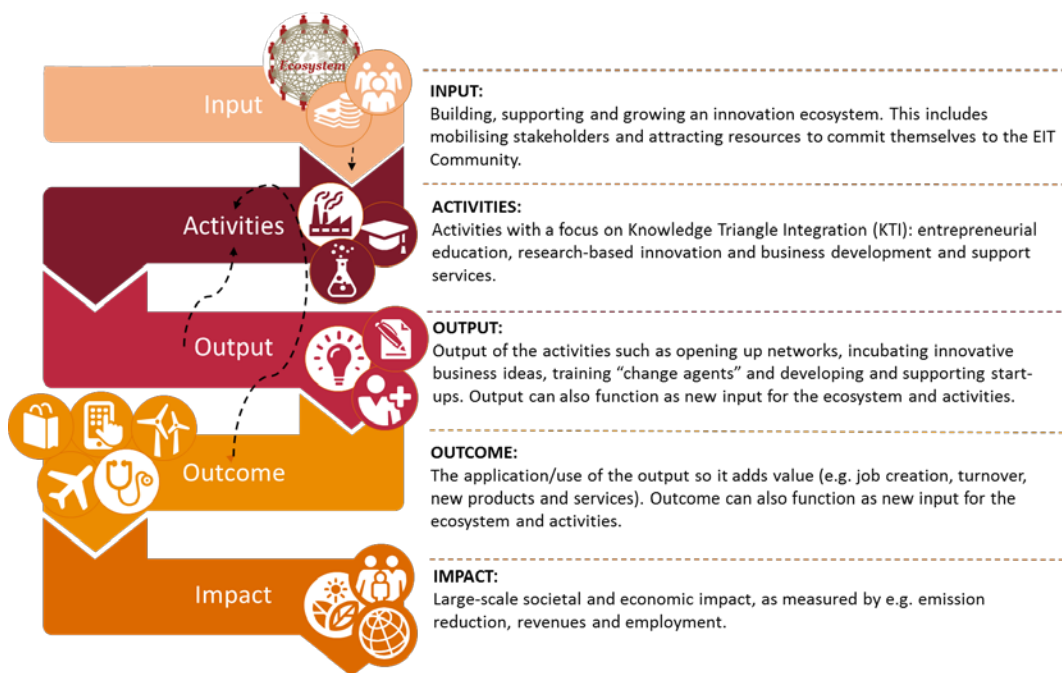 Ecosystem
Input
INPUT:
Building, supporting and growing an innovation ecosystem. This includes
mobilising stakeholders and attracting resources to commit themselves to the EIT
Community.
Activities
ACTIVITIES:
Activities with a focus on Knowledge Triangle Integration (KTI): entrepreneurial
education, research-based innovation and business development and support
services.
Output
OUTPUT:
Output of the activities such as opening up networks, incubating innovative
business ideas, training “change agents” and developing and supporting start-
ups. Output can also function as new input for the ecosystem and activities.
Outcome
OUTCOME:
The application/use of the output so it adds value (e.g. job creation, turnover,
new products and services). Outcome can also function as new input for the
ecosystem and activities.
Impact
IMPACT:
Large-scale societal and economic impact, as measured by e.g. emission
reduction, revenues and employment.